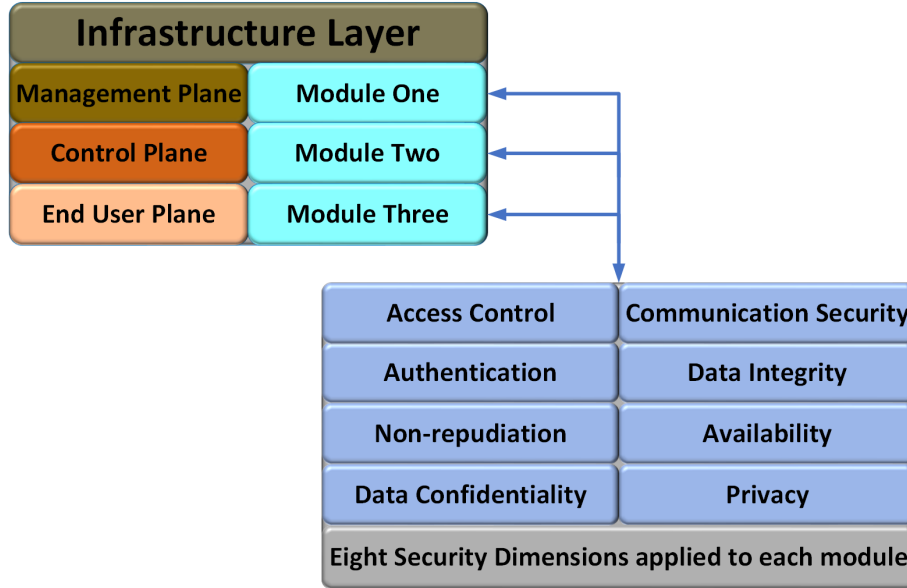 Infrastructure Layer
Management Plane Module One
Control Plane Module Two
End User Plane Module Three
Access Control Communication Security
Authentication Data Integrity
Non-repudiation Availability
Data Confidentiality Privacy
Eight Security Dimensions applied to each module